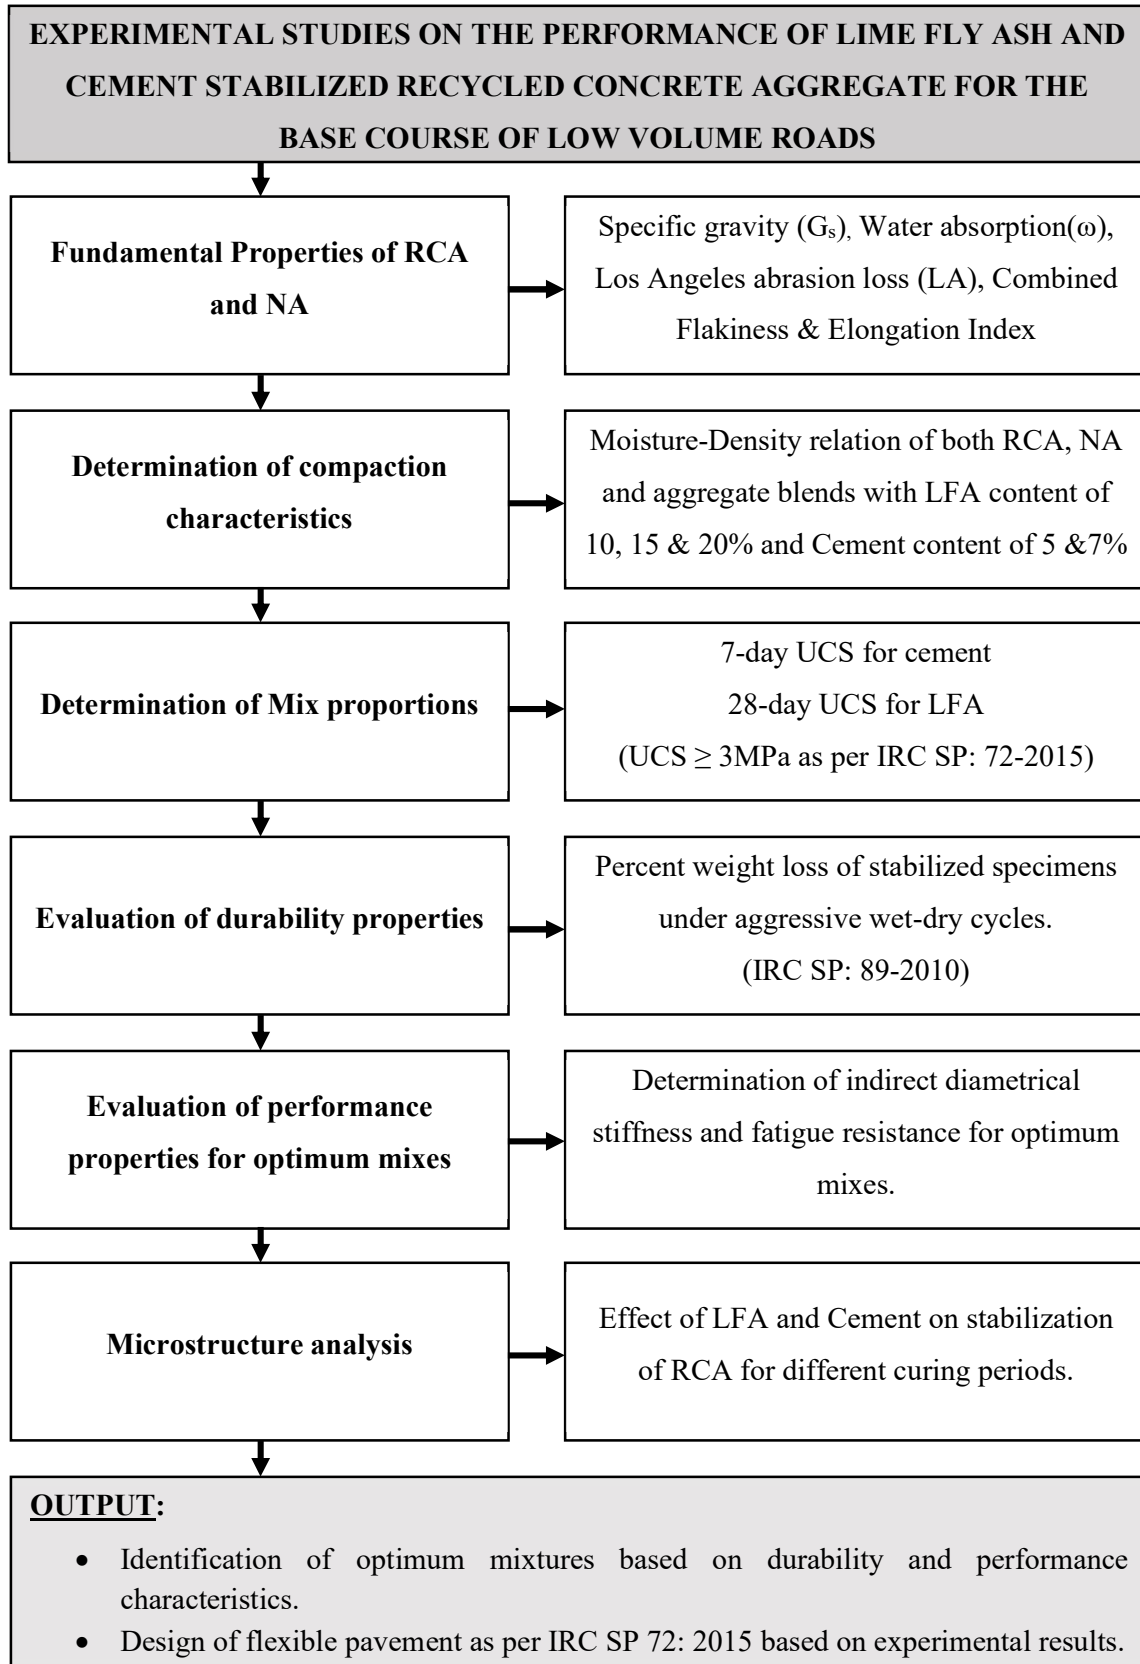 EXPERIMENTAL STUDIES ON THE PERFORMANCE OF LIME FLY ASH AND
CEMENT STABILIZED RECYCLED CONCRETE AGGREGATE FOR THE
BASE COURSE OF LOW VOLUME ROADS
Fundamental Properties of RCA
and NA
Specific gravity (Gₛ), Water absorption(ω),
Los Angeles abrasion loss (LA), Combined
Flakiness & Elongation Index
Determination of compaction
characteristics
Moisture-Density relation of both RCA, NA
and aggregate blends with LFA content of
10, 15 & 20% and Cement content of 5 &7%
Determination of Mix proportions
7-day UCS for cement
28-day UCS for LFA
(UCS ≥ 3MPa as per IRC SP: 72-2015)
Evaluation of durability properties
Percent weight loss of stabilized specimens
under aggressive wet-dry cycles.
(IRC SP: 89-2010)
Evaluation of performance
properties for optimum mixes
Determination of indirect diametrical
stiffness and fatigue resistance for optimum
mixes.
Microstructure analysis
Effect of LFA and Cement on stabilization
of RCA for different curing periods.
OUTPUT:
• Identification of optimum mixtures based on durability and performance
characteristics.
• Design of flexible pavement as per IRC SP 72: 2015 based on experimental results.